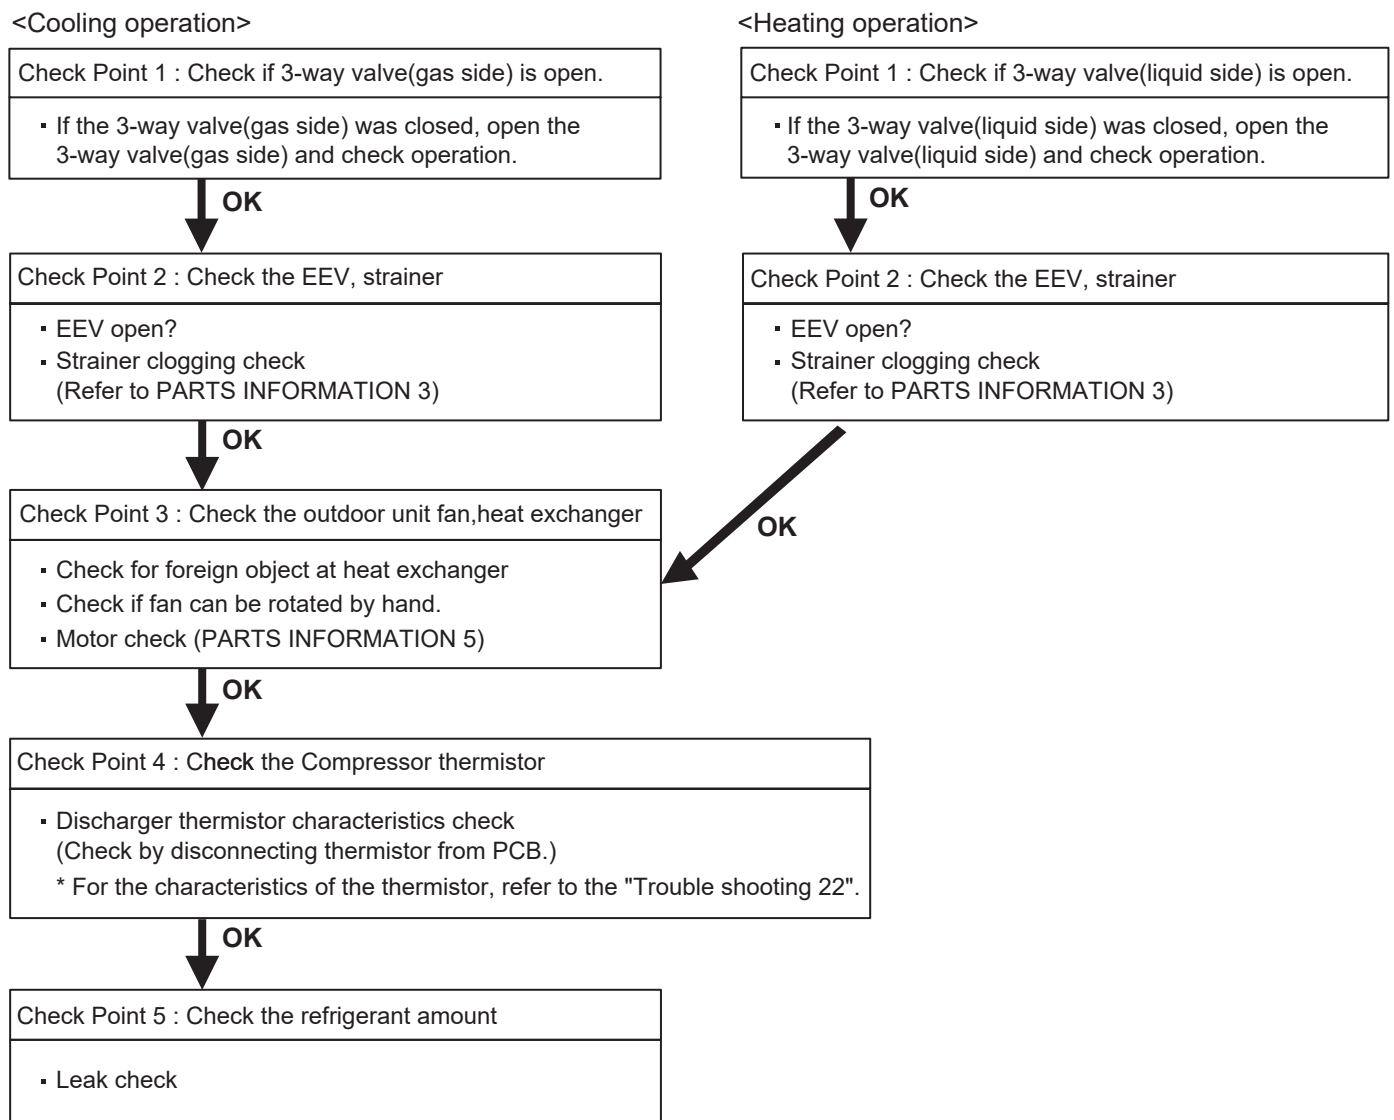 <Cooling operation>
Check Point 1 : Check if 3-way valve(gas side) is open.
▪ If the 3-way valve(gas side) was closed, open the
3-way valve(gas side) and check operation.
OK
Check Point 2 : Check the EEV, strainer
▪ EEV open?
▪ Strainer clogging check
(Refer to PARTS INFORMATION 3)
OK
<Heating operation>
Check Point 1 : Check if 3-way valve(liquid side) is open.
▪ If the 3-way valve(liquid side) was closed, open the
3-way valve(liquid side) and check operation.
OK
Check Point 2 : Check the EEV, strainer
▪ EEV open?
▪ Strainer clogging check
(Refer to PARTS INFORMATION 3)
OK
Check Point 3 : Check the outdoor unit fan,heat exchanger
▪ Check for foreign object at heat exchanger
▪ Check if fan can be rotated by hand.
▪ Motor check (PARTS INFORMATION 5)
OK
Check Point 4 : Check the Compressor thermistor
▪ Discharger thermistor characteristics check
(Check by disconnecting thermistor from PCB.)
* For the characteristics of the thermistor, refer to the "Trouble shooting 22".
OK
Check Point 5 : Check the refrigerant amount
▪ Leak check